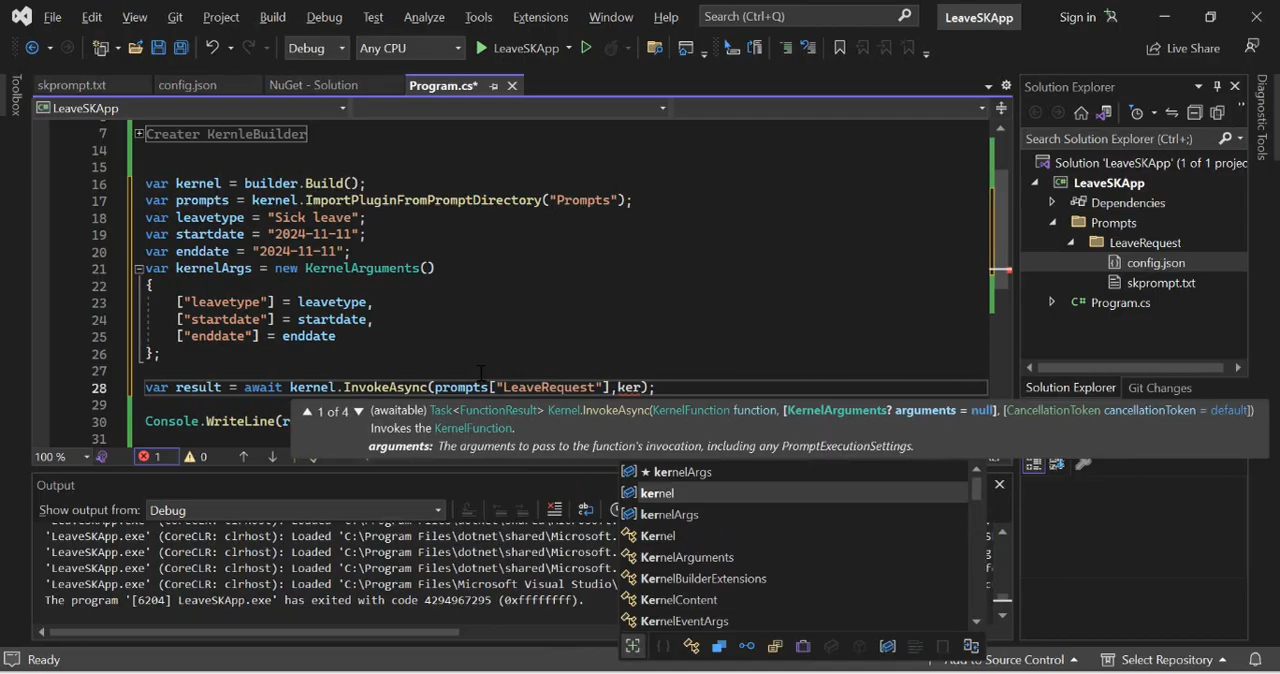 File Edit View Git Project Build Debug Test Analyze Tools Extensions Window Help Search (Ctrl+Q) LeaveSKApp Sign in
Debug Any CPU LeaveSKApp Live Share
Toolbox
skprompt.txt config.json NuGet - Solution Program.cs*
LeaveSKApp
7 Creater KernleBuilder
14
15
16 var kernel = builder.Build();
17 var prompts = kernel.ImportPluginFromPromptDirectory("Prompts");
18 var leavetype = "Sick leave";
19 var startdate = "2024-11-11";
20 var enddate = "2024-11-11";
21 var kernelArgs = new KernelArguments()
22 {
23 ["leavetype"] = leavetype,
24 ["startdate"] = startdate,
25 ["enddate"] = enddate
26 };
27
28 var result = await kernel.InvokeAsync(prompts["LeaveRequest"],ker);
29
30 Console.WriteLine(r
31
1 of 4 (awaitable) Task<FunctionResult> Kernel.InvokeAsync(KernelFunction function, [KernelArguments? arguments = null], [CancellationToken cancellationToken = default])
Invokes the KernelFunction.
arguments: The arguments to pass to the function's invocation, including any PromptExecutionSettings.
★ kernelArgs
kernel
kernelArgs
Kernel
KernelArguments
KernelBuilderExtensions
KernelContent
KernelEventArgs
100 % 1 0
Output
Show output from: Debug
'LeaveSKApp.exe' (CoreCLR: clrhost): Loaded 'C:\Program Files\dotnet\shared\Microsoft.
'LeaveSKApp.exe' (CoreCLR: clrhost): Loaded 'C:\Program Files\dotnet\shared\Microsoft.
'LeaveSKApp.exe' (CoreCLR: clrhost): Loaded 'C:\Program Files\dotnet\shared\Microsoft.
'LeaveSKApp.exe' (CoreCLR: clrhost): Loaded 'C:\Program Files\Microsoft Visual Studio/
The program '[6204] LeaveSKApp.exe' has exited with code 4294967295 (0xffffffff).
Solution Explorer
Search Solution Explorer (Ctrl+;)
Solution 'LeaveSKApp' (1 of 1 projec
LeaveSKApp
Dependencies
Prompts
LeaveRequest
config.json
skprompt.txt
C# Program.cs
Solution Explorer Git Changes
Diagnostic Tools
Ready Add to Source Control Select Repository